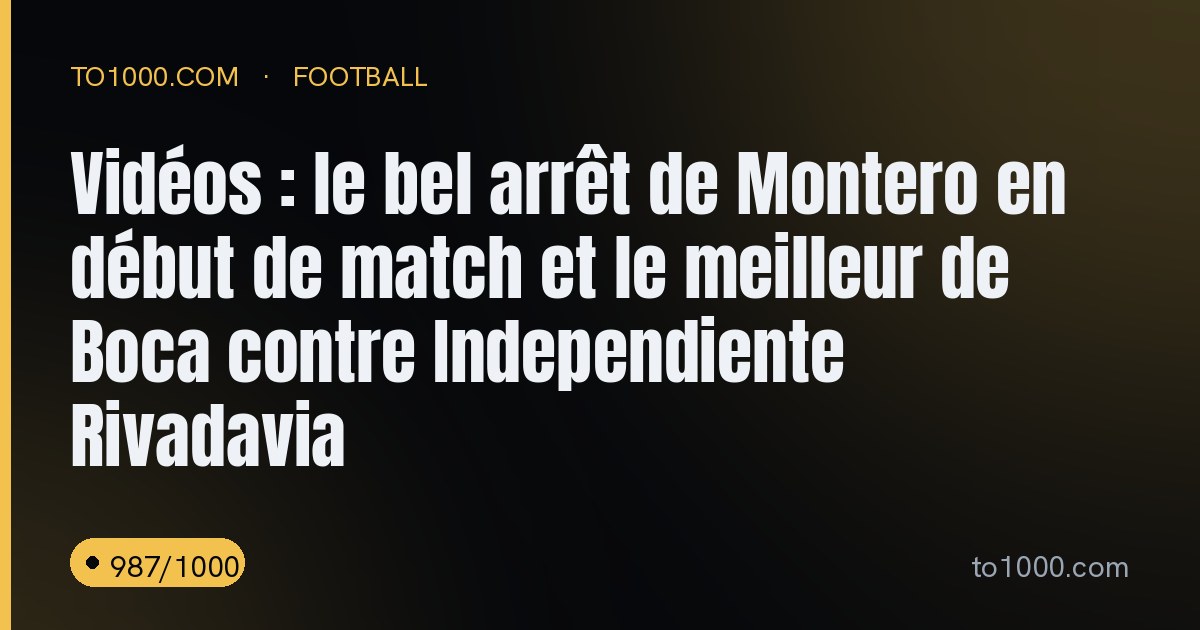 TO1000.COM · FOOTBALL
Vidéos : le bel arrêt de Montero en
début de match et le meilleur de
Boca contre Independiente
Rivadavia
987/1000
to1000.com